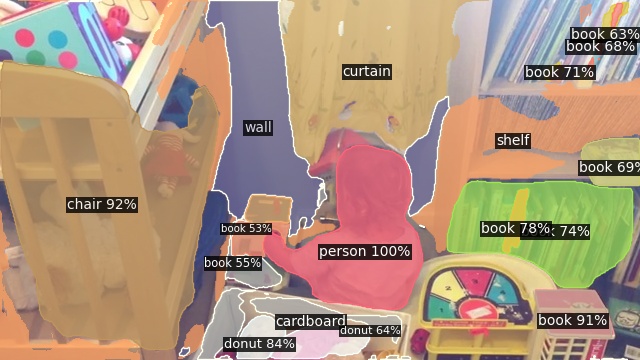 book 63%
book 68%
book 71%
curtain
wall
shelf
book 69%
chair 92%
book 53%
book 78%
k 74%
person 100%
book 55%
cardboard
book 91%
donut 64%
donut 84%